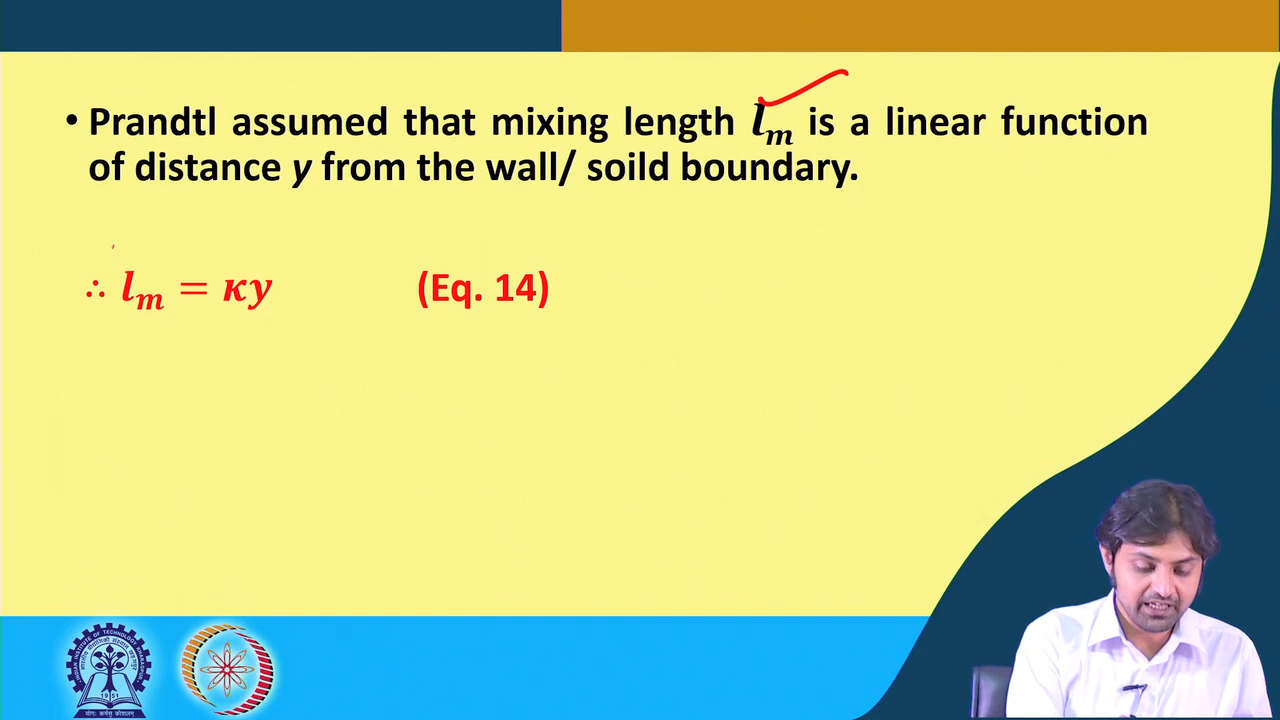 • Prandtl assumed that mixing length lₘ is a linear function
of distance y from the wall/ soild boundary.
∴ lₘ = κy (Eq. 14)
1951